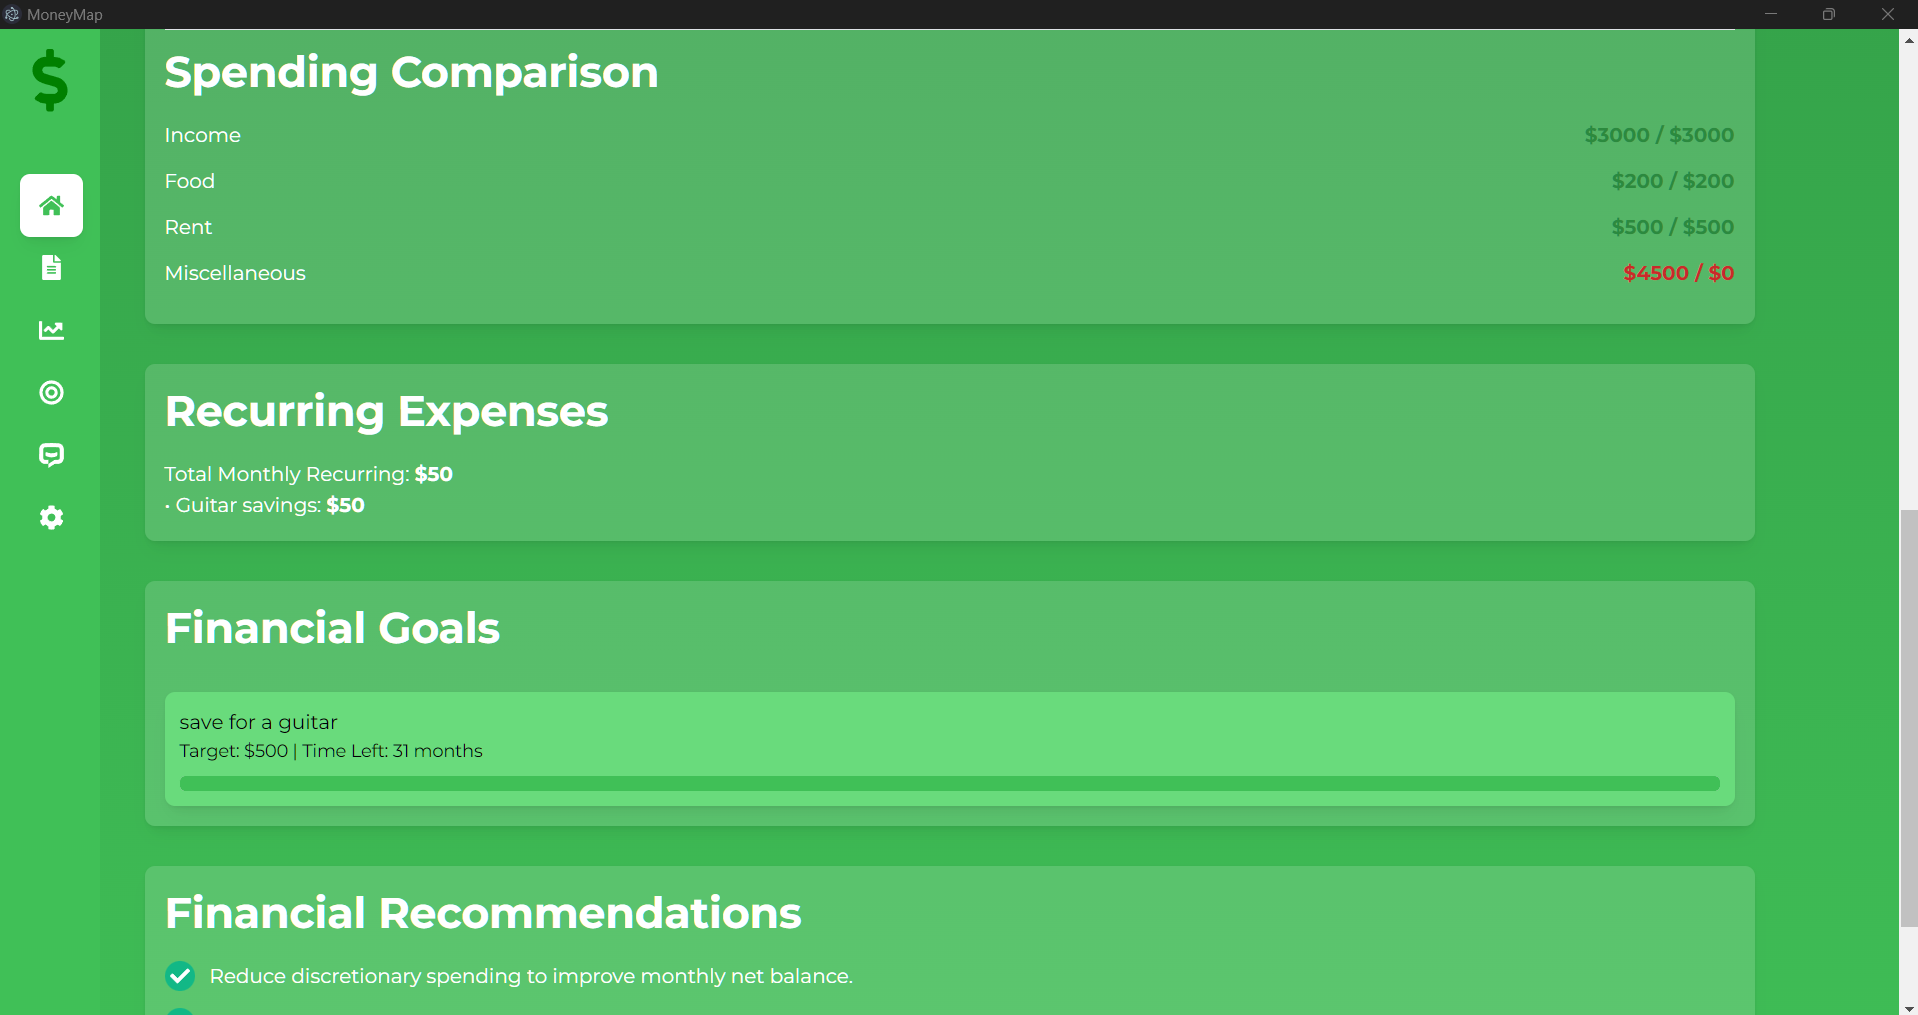 MoneyMap
$
Spending Comparison
Income $3000 / $3000
Food $200 / $200
Rent $500 / $500
Miscellaneous $4500 / $0
Recurring Expenses
Total Monthly Recurring: $50
• Guitar savings: $50
Financial Goals
save for a guitar
Target: $500 | Time Left: 31 months
Financial Recommendations
Reduce discretionary spending to improve monthly net balance.